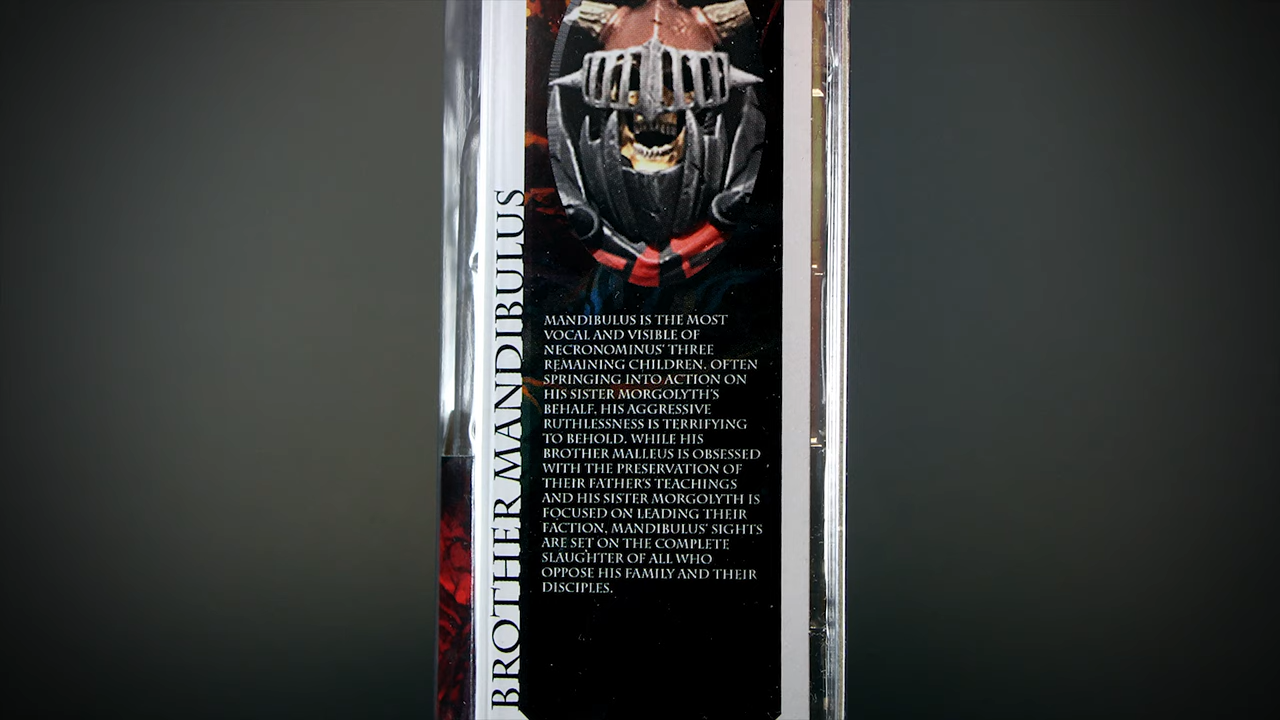 BROTHER MANDIBULUS
MANDIBULUS IS THE MOST
VOCAL AND VISIBLE OF
NECRONOMINUS' THREE
REMAINING CHILDREN. OFTEN
SPRINGING INTO ACTION ON
HIS SISTER MORGOLYTH'S
BEHALF, HIS AGGRESSIVE
RUTHLESSNESS IS TERRIFYING
TO BEHOLD. WHILE HIS
BROTHER MALLEUS IS OBSESSED
WITH THE PRESERVATION OF
THEIR FATHER'S TEACHINGS
AND HIS SISTER MORGOLYTH IS
FOCUSED ON LEADING THEIR
FACTION, MANDIBULUS' SIGHTS
ARE SET ON THE COMPLETE
SLAUGHTER OF ALL WHO
OPPOSE HIS FAMILY AND THEIR
DISCIPLES.